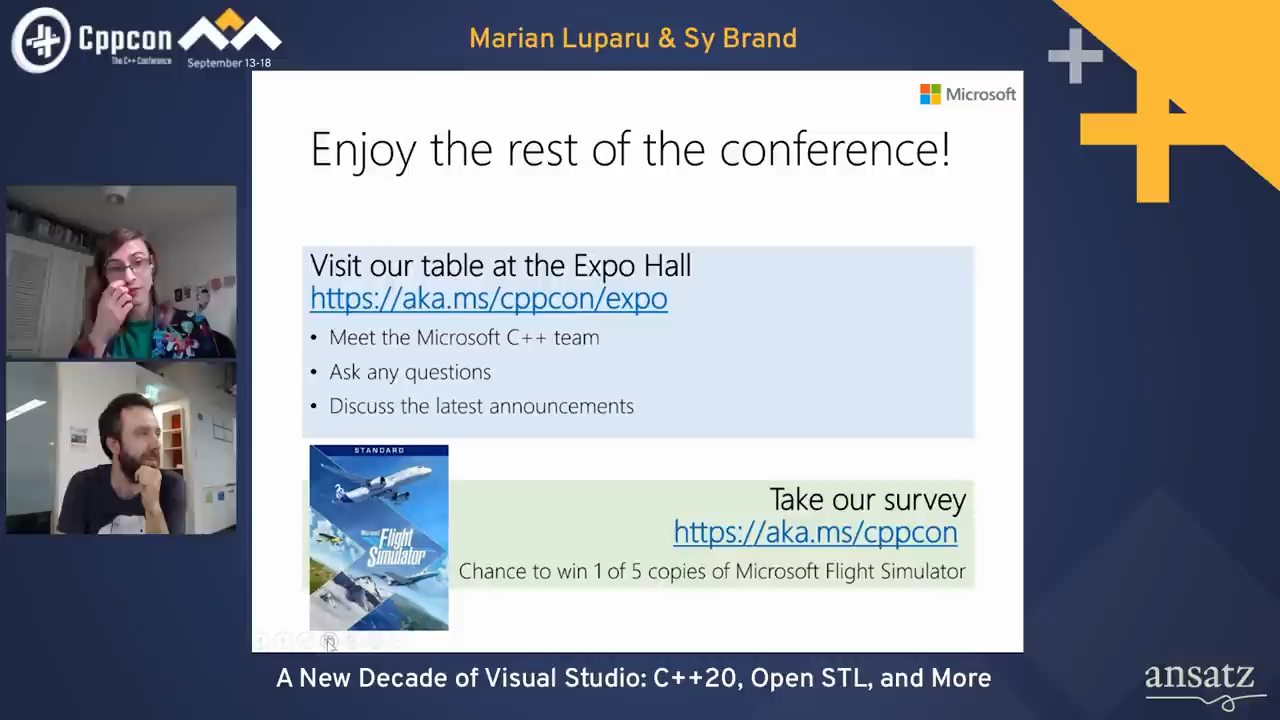 Cppcon
The C++ Conference
September 13-18
Marian Luparu & Sy Brand
Microsoft
Enjoy the rest of the conference!
Visit our table at the Expo Hall
https://aka.ms/cppcon/expo
• Meet the Microsoft C++ team
• Ask any questions
• Discuss the latest announcements
STANDARD
Microsoft
Flight
Simulator
Take our survey
https://aka.ms/cppcon
Chance to win 1 of 5 copies of Microsoft Flight Simulator
A New Decade of Visual Studio: C++20, Open STL, and More
ansatz